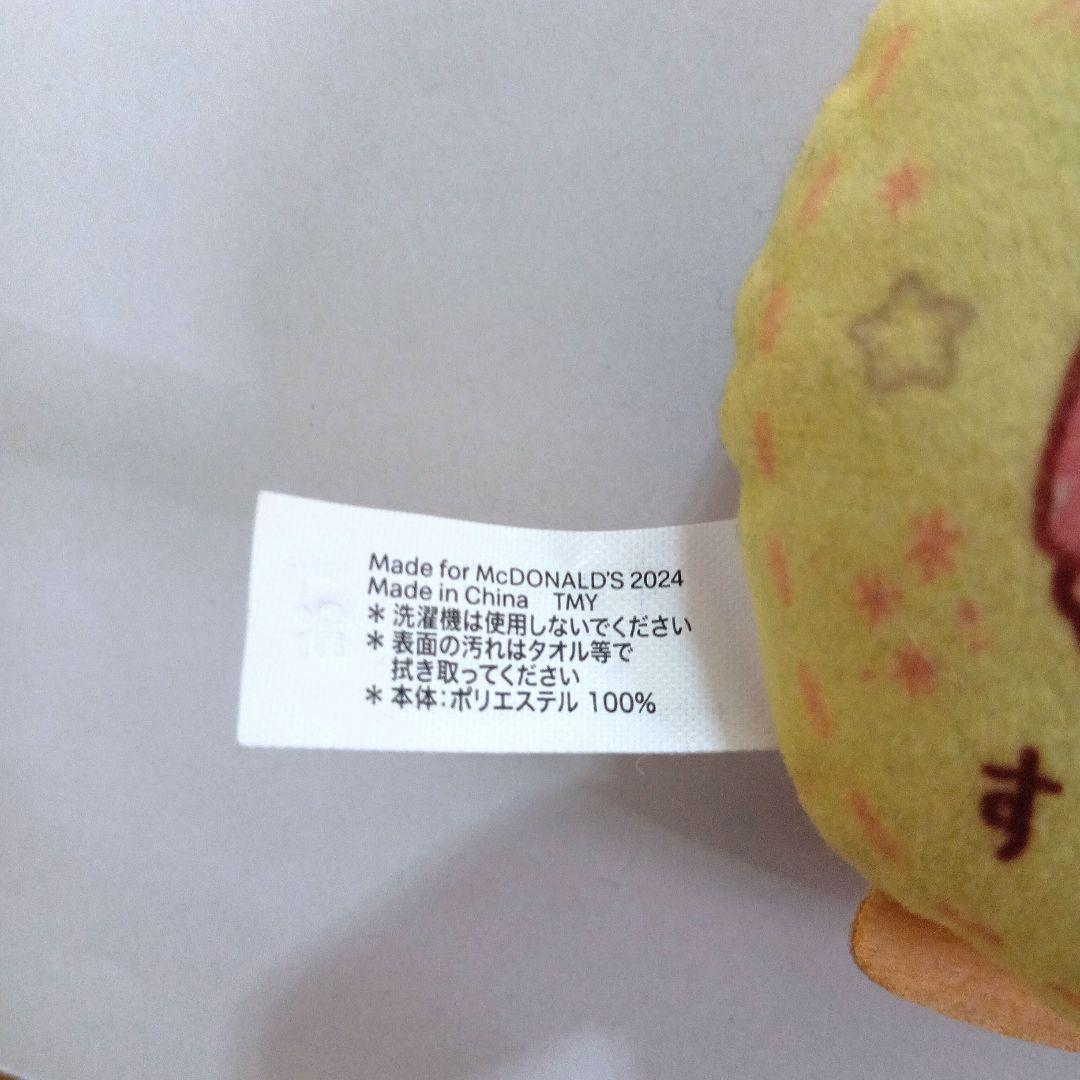 Made for McDONALD'S 2024
Made in China TMY
＊洗濯機は使用しないでください
＊表面の汚れはタオル等で
拭き取ってください
＊本体：ポリエステル 100%
す